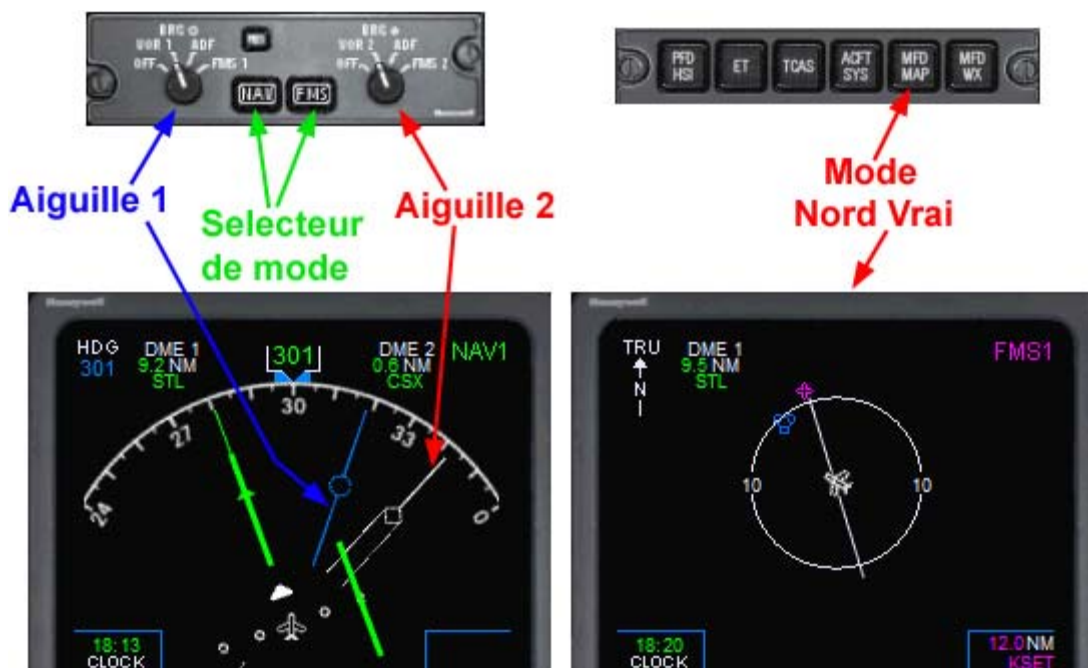 BRG
BRG
VOR 1
ADF
VOR 2
ADF
OFF
FMS 1
OFF
FMS 2
NAV
FMS
Honeywell
PFD
HSI
ET
TCAS
ACFT
SYS
MFD
MAP
MFD
WX
Aiguille 1
Selecteur
de mode
Aiguille 2
Mode
Nord Vrai
Honeywell
HDG
301
DME 1
9.2 NM
STL
301
DME 2
0.6 NM
CSX
NAV1
24
27
30
33
0
18:13
CLOCK
Honeywell
TRU
N
DME 1
9.5 NM
STL
FMS1
10
10
18:20
CLOCK
12.0 NM
KSET